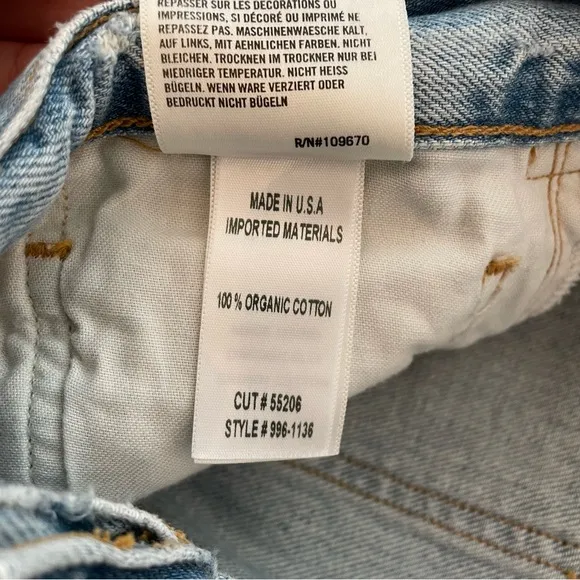 REPASSER SUR LES DÉCORATIONS OU
IMPRESSIONS, SI DÉCORÉ OU IMPRIMÉ NE
REPASSEZ PAS. MASCHINENWAESCHE KALT,
AUF LINKS, MIT AEHNLICHEN FARBEN. NICHT
BLEICHEN. TROCKNEN IM TROCKNER NUR BEI
NIEDRIGER TEMPERATUR. NICHT HEISS
BÜGELN. WENN WARE VERZIERT ODER
BEDRUCKT NICHT BÜGELN
R/N#109670
MADE IN U.S.A
IMPORTED MATERIALS
100% ORGANIC COTTON
CUT# 55206
STYLE# 996-1136